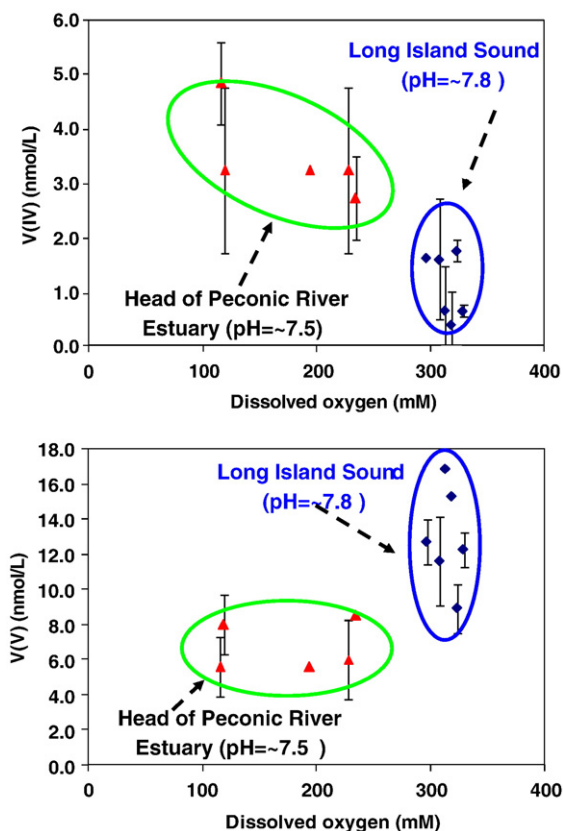 6.0
Long Island Sound
(pH=~7.8 )
5.0
4.0
V(IV) (nmol/L)
3.0
2.0
1.0
Head of Peconic River
Estuary (pH=~7.5)
0.0
0 100 200 300 400
Dissolved oxygen (mM)
18.0
Long Island Sound
(pH=~7.8 )
16.0
14.0
12.0
V(V) (nmol/L)
10.0
8.0
6.0
4.0
Head of Peconic River
Estuary (pH=~7.5 )
2.0
0.0
0 100 200 300 400
Dissolved oxygen (mM)